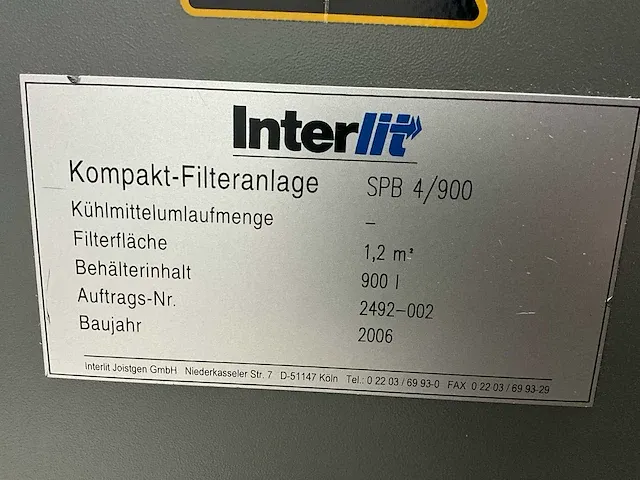 Interlit
Kompakt-Filteranlage SPB 4/900
Kühlmittelumlaufmenge –
Filterfläche 1,2 m²
Behälterinhalt 900 l
Auftrags-Nr. 2492-002
Baujahr 2006
Interlit Joistgen GmbH Niederkasseler Str. 7 D-51147 Köln Tel.: 0 22 03 / 69 93-0 FAX 0 22 03 / 69 93-29